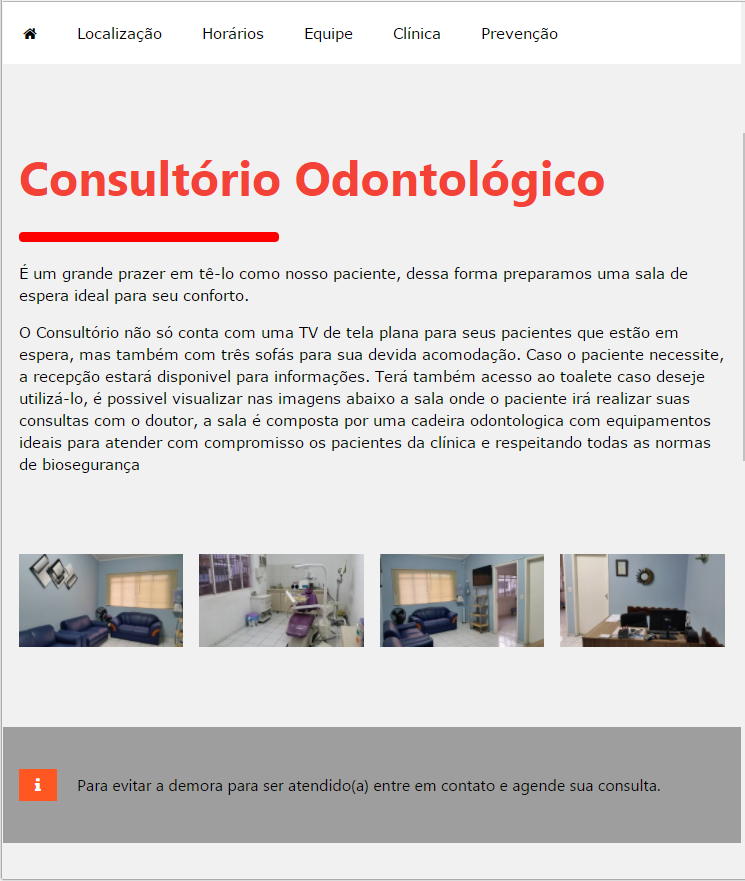 Localização Horários Equipe Clínica Prevenção
Consultório Odontológico
É um grande prazer em tê-lo como nosso paciente, dessa forma preparamos uma sala de
espera ideal para seu conforto.
O Consultório não só conta com uma TV de tela plana para seus pacientes que estão em
espera, mas também com três sofás para sua devida acomodação. Caso o paciente necessite,
a recepção estará disponivel para informações. Terá também acesso ao toalete caso deseje
utilizá-lo, é possivel visualizar nas imagens abaixo a sala onde o paciente irá realizar suas
consultas com o doutor, a sala é composta por uma cadeira odontologica com equipamentos
ideais para atender com compromisso os pacientes da clínica e respeitando todas as normas
de biosegurança
Para evitar a demora para ser atendido(a) entre em contato e agende sua consulta.